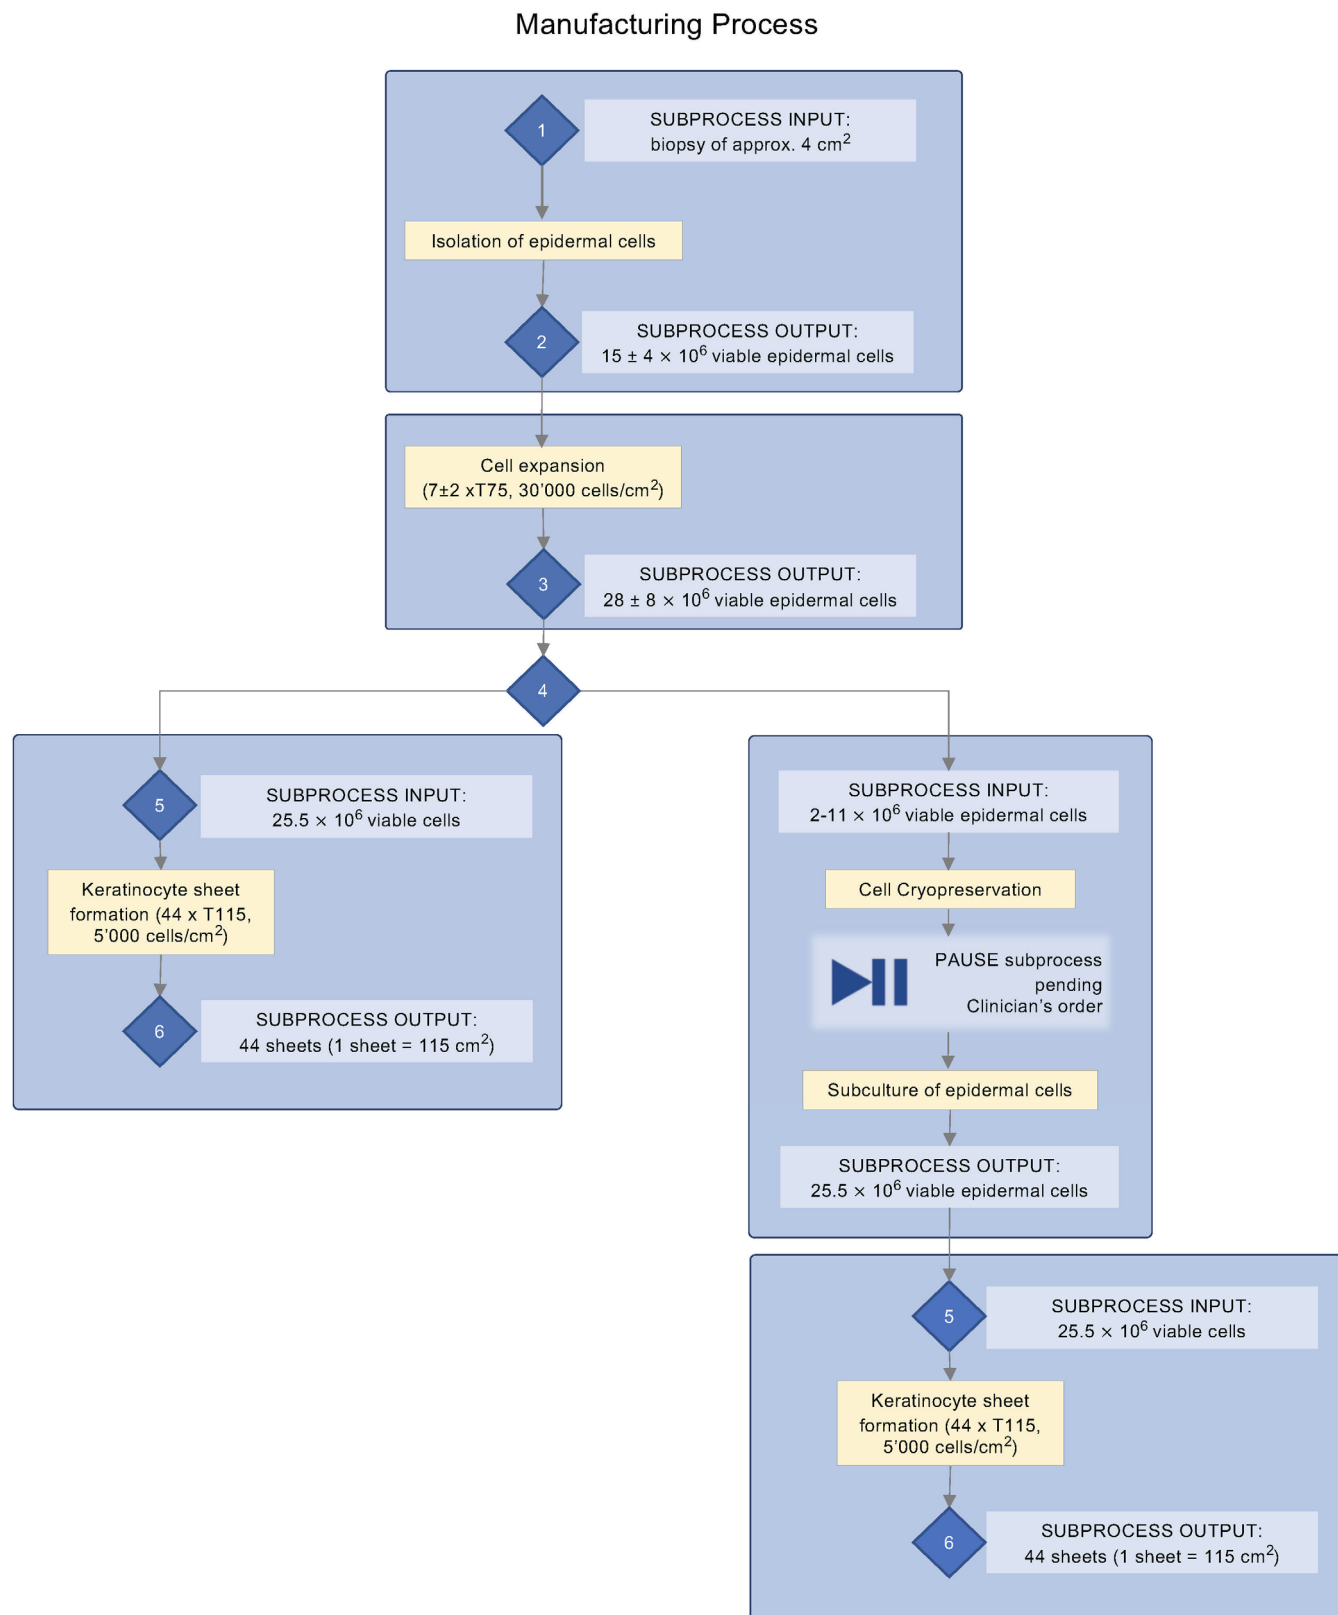 Manufacturing Process
1
SUBPROCESS INPUT:
biopsy of approx. 4 cm²
Isolation of epidermal cells
2
SUBPROCESS OUTPUT:
15 ± 4 × 10⁶ viable epidermal cells
Cell expansion
(7±2 xT75, 30’000 cells/cm²)
3
SUBPROCESS OUTPUT:
28 ± 8 × 10⁶ viable epidermal cells
4
5
SUBPROCESS INPUT:
25.5 × 10⁶ viable cells
Keratinocyte sheet
formation (44 x T115,
5’000 cells/cm²)
6
SUBPROCESS OUTPUT:
44 sheets (1 sheet = 115 cm²)
SUBPROCESS INPUT:
2-11 × 10⁶ viable epidermal cells
Cell Cryopreservation
PAUSE subprocess
pending
Clinician’s order
Subculture of epidermal cells
SUBPROCESS OUTPUT:
25.5 × 10⁶ viable epidermal cells
5
SUBPROCESS INPUT:
25.5 × 10⁶ viable cells
Keratinocyte sheet
formation (44 x T115,
5’000 cells/cm²)
6
SUBPROCESS OUTPUT:
44 sheets (1 sheet = 115 cm²)